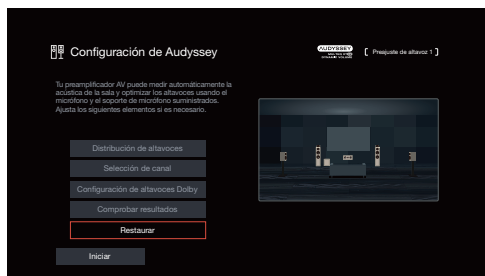 Configuración de Audyssey
AUDYSSEY
[ Preajuste de altavoz 1 ]
Tu preamplificador AV puede medir automáticamente la
acústica de la sala y optimizar los altavoces usando el
micrófono y el soporte de micrófono suministrados.
Ajusta los siguientes elementos si es necesario.
Distribución de altavoces
Selección de canal
Configuración de altavoces Dolby
Comprobar resultados
Restaurar
Iniciar